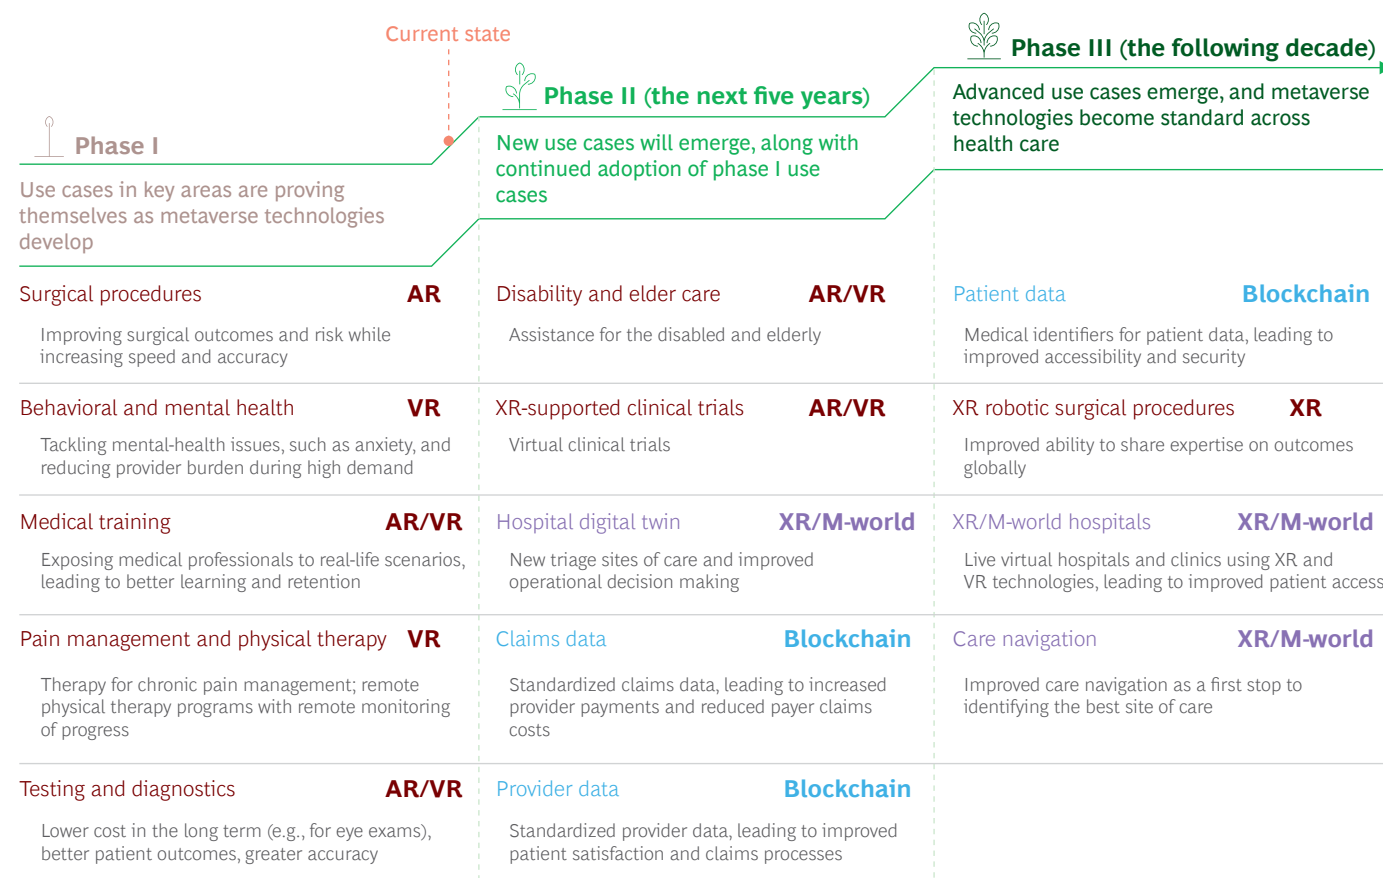 Current state
Phase I
Use cases in key areas are proving
themselves as metaverse technologies
develop
Phase II (the next five years)
New use cases will emerge, along with
continued adoption of phase I use
cases
Phase III (the following decade)
Advanced use cases emerge, and metaverse
technologies become standard across
health care
Surgical procedures AR
Improving surgical outcomes and risk while
increasing speed and accuracy
Behavioral and mental health VR
Tackling mental-health issues, such as anxiety, and
reducing provider burden during high demand
Medical training AR/VR
Exposing medical professionals to real-life scenarios,
leading to better learning and retention
Pain management and physical therapy VR
Therapy for chronic pain management; remote
physical therapy programs with remote monitoring
of progress
Testing and diagnostics AR/VR
Lower cost in the long term (e.g., for eye exams),
better patient outcomes, greater accuracy
Disability and elder care AR/VR
Assistance for the disabled and elderly
XR-supported clinical trials AR/VR
Virtual clinical trials
Hospital digital twin XR/M-world
New triage sites of care and improved
operational decision making
Claims data Blockchain
Standardized claims data, leading to increased
provider payments and reduced payer claims
costs
Provider data Blockchain
Standardized provider data, leading to improved
patient satisfaction and claims processes
Patient data Blockchain
Medical identifiers for patient data, leading to
improved accessibility and security
XR robotic surgical procedures XR
Improved ability to share expertise on outcomes
globally
XR/M-world hospitals XR/M-world
Live virtual hospitals and clinics using XR and
VR technologies, leading to improved patient access
Care navigation XR/M-world
Improved care navigation as a first stop to
identifying the best site of care